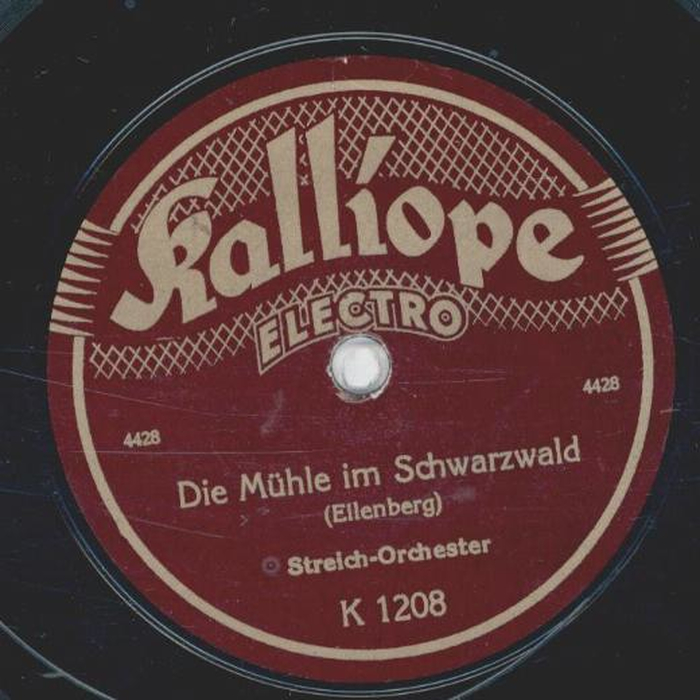 Kalliope
ELECTRO
4428
4428
Die Mühle im Schwarzwald
(Eilenberg)
Streich-Orchester
K 1208